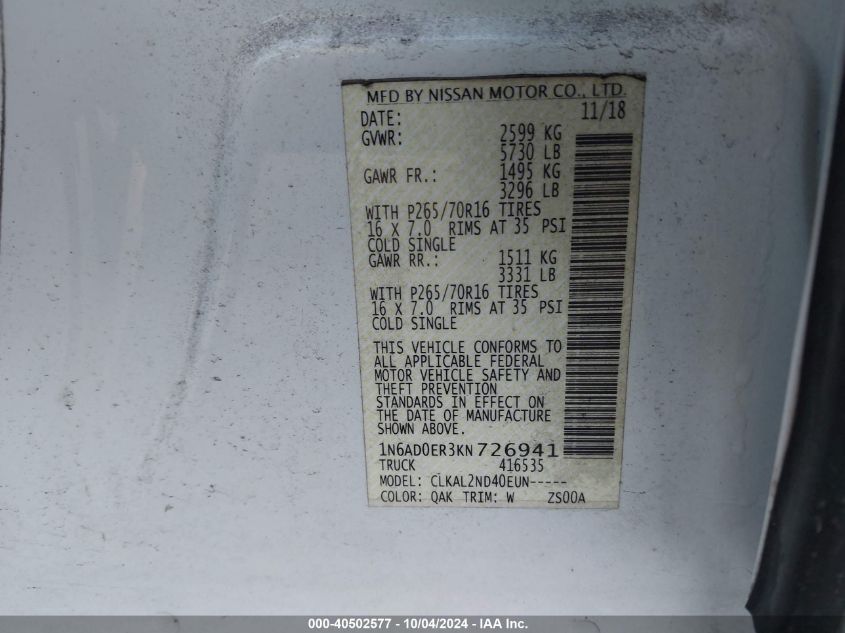 MFD BY NISSAN MOTOR CO., LTD.
DATE: 11/18
GVWR: 2599 KG
5730 LB
GAWR FR.: 1495 KG
3296 LB
WITH P265/70R16 TIRES
16 X 7.0 RIMS AT 35 PSI
COLD SINGLE
GAWR RR.: 1511 KG
3331 LB
WITH P265/70R16 TIRES
16 X 7.0 RIMS AT 35 PSI
COLD SINGLE
THIS VEHICLE CONFORMS TO
ALL APPLICABLE FEDERAL
MOTOR VEHICLE SAFETY AND
THEFT PREVENTION
STANDARDS IN EFFECT ON
THE DATE OF MANUFACTURE
SHOWN ABOVE.
1N6AD0ER3KN726941
TRUCK 416535
MODEL: CLKAL2ND40EUN-----
COLOR: QAK TRIM: W ZS00A
000-40502577 - 10/04/2024 - IAA Inc.